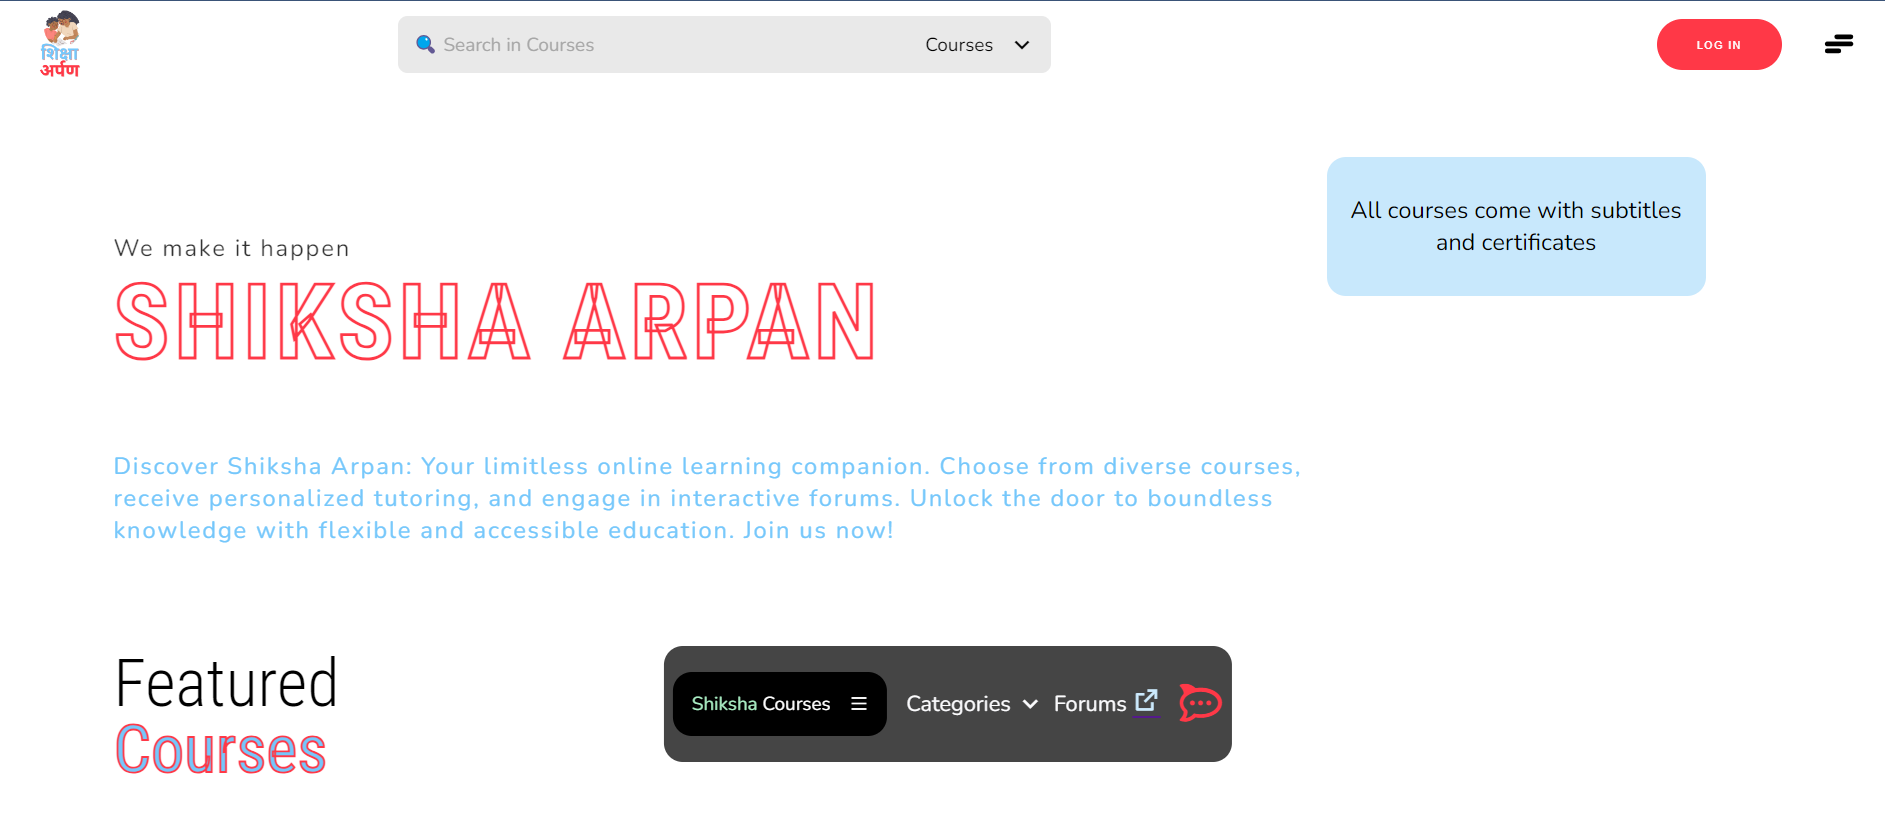 शिक्षा
अर्पण
Search in Courses
Courses
LOG IN
All courses come with subtitles
and certificates
We make it happen
SHIKSHA ARPAN
Discover Shiksha Arpan: Your limitless online learning companion. Choose from diverse courses,
receive personalized tutoring, and engage in interactive forums. Unlock the door to boundless
knowledge with flexible and accessible education. Join us now!
Featured
Courses
Shiksha Courses
Categories
Forums